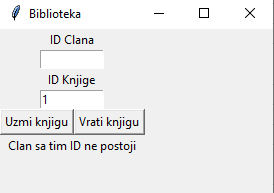 Biblioteka
ID Clana
ID Knjige
1
Uzmi knjigu Vrati knjigu
Clan sa tim ID ne postoji